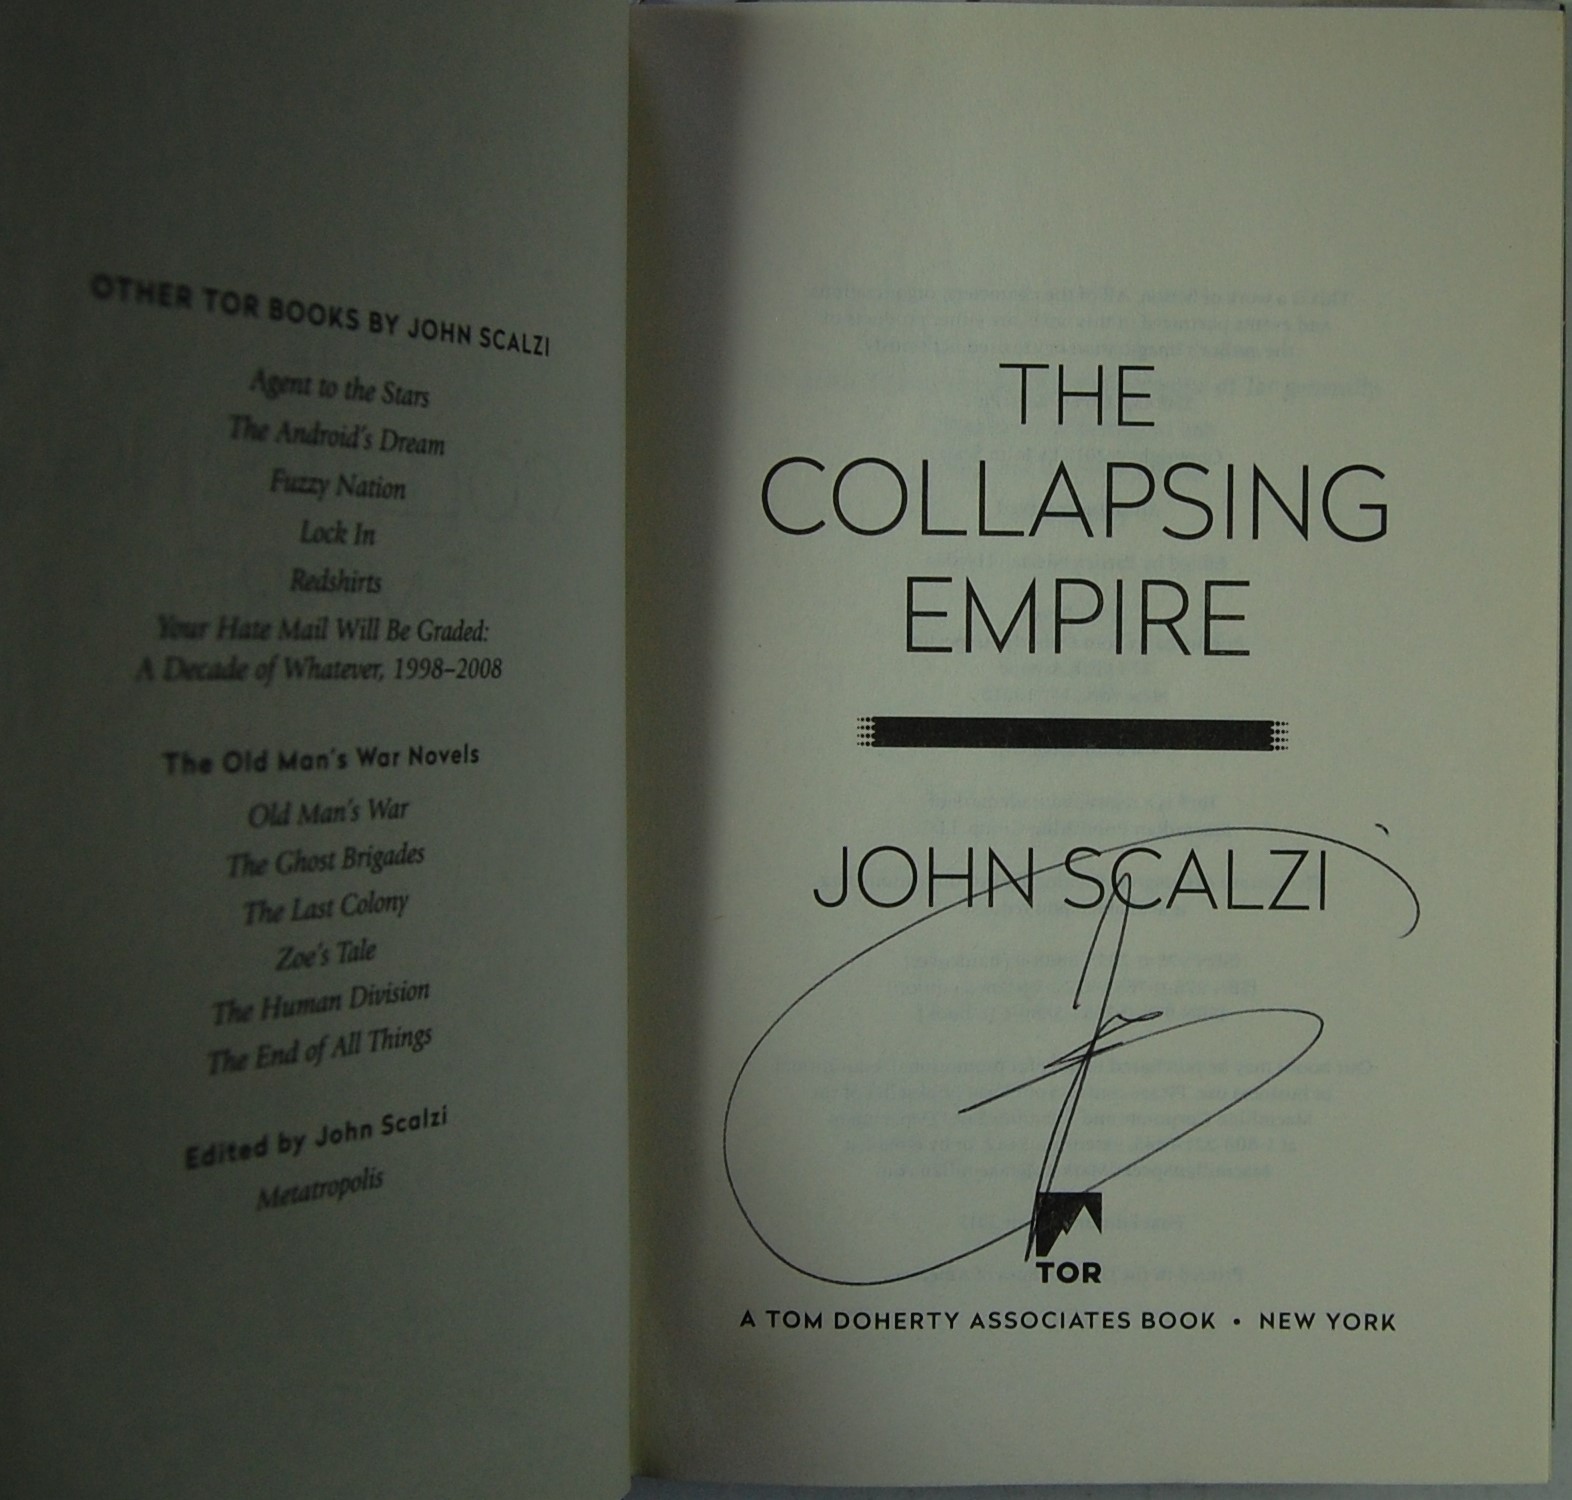 OTHER TOR BOOKS BY JOHN SCALZI
Agent to the Stars
The Android's Dream
Fuzzy Nation
Lock In
Redshirts
Your Hate Mail Will Be Graded:
A Decade of Whatever, 1998–2008
The Old Man's War Novels
Old Man's War
The Ghost Brigades
The Last Colony
Zoe's Tale
The Human Division
The End of All Things
Edited by John Scalzi
Metatropolis
THE
COLLAPSING
EMPIRE
JOHN SCALZI
TOR
A TOM DOHERTY ASSOCIATES BOOK • NEW YORK